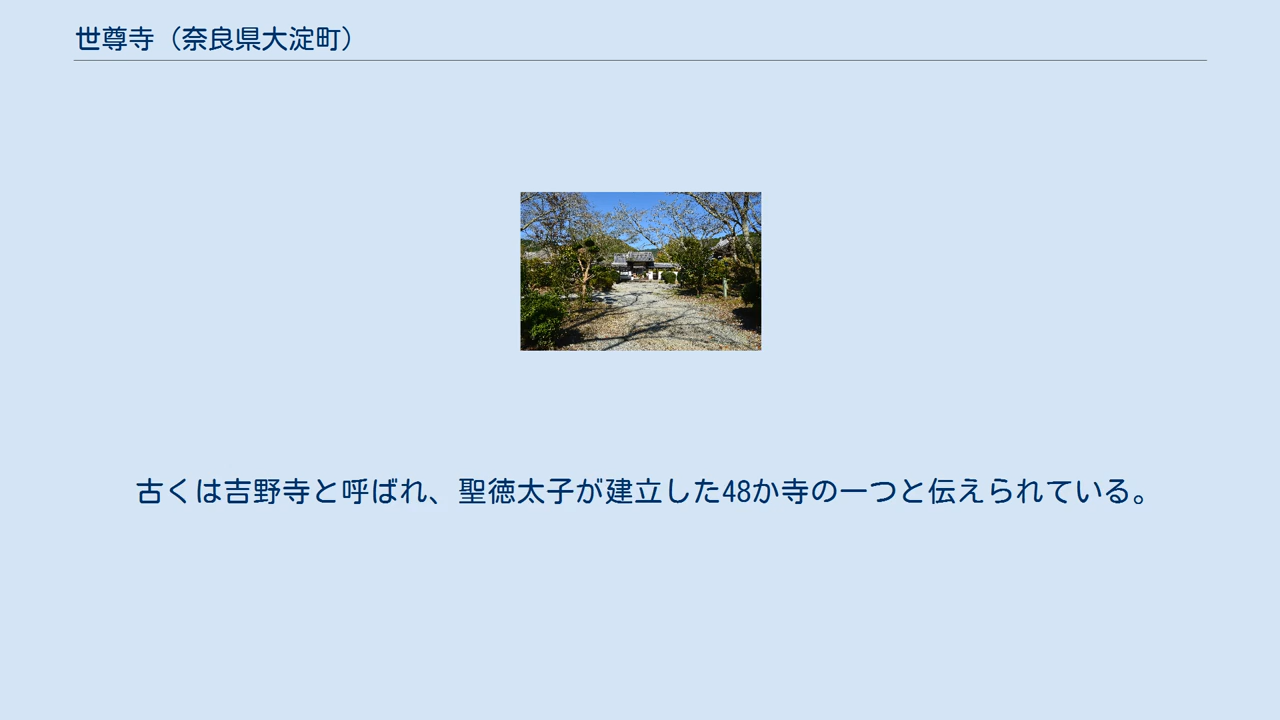 世尊寺（奈良県大淀町）
古くは吉野寺と呼ばれ、聖徳太子が建立した48か寺の一つと伝えられている。